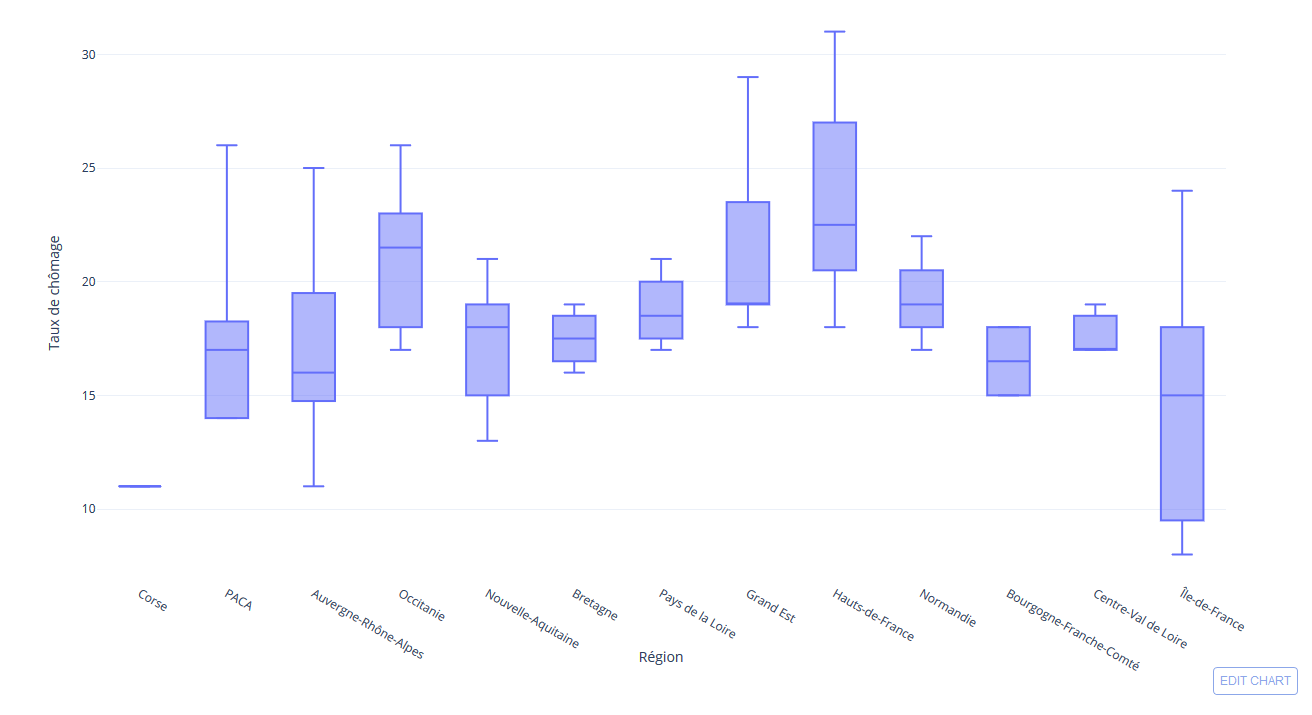 30
25
20
15
10
Taux de chômage
Corse
PACA
Auvergne-Rhône-Alpes
Occitanie
Nouvelle-Aquitaine
Bretagne
Pays de la Loire
Grand Est
Hauts-de-France
Normandie
Bourgogne-Franche-Comté
Centre-Val de Loire
Île-de-France
Région
EDIT CHART